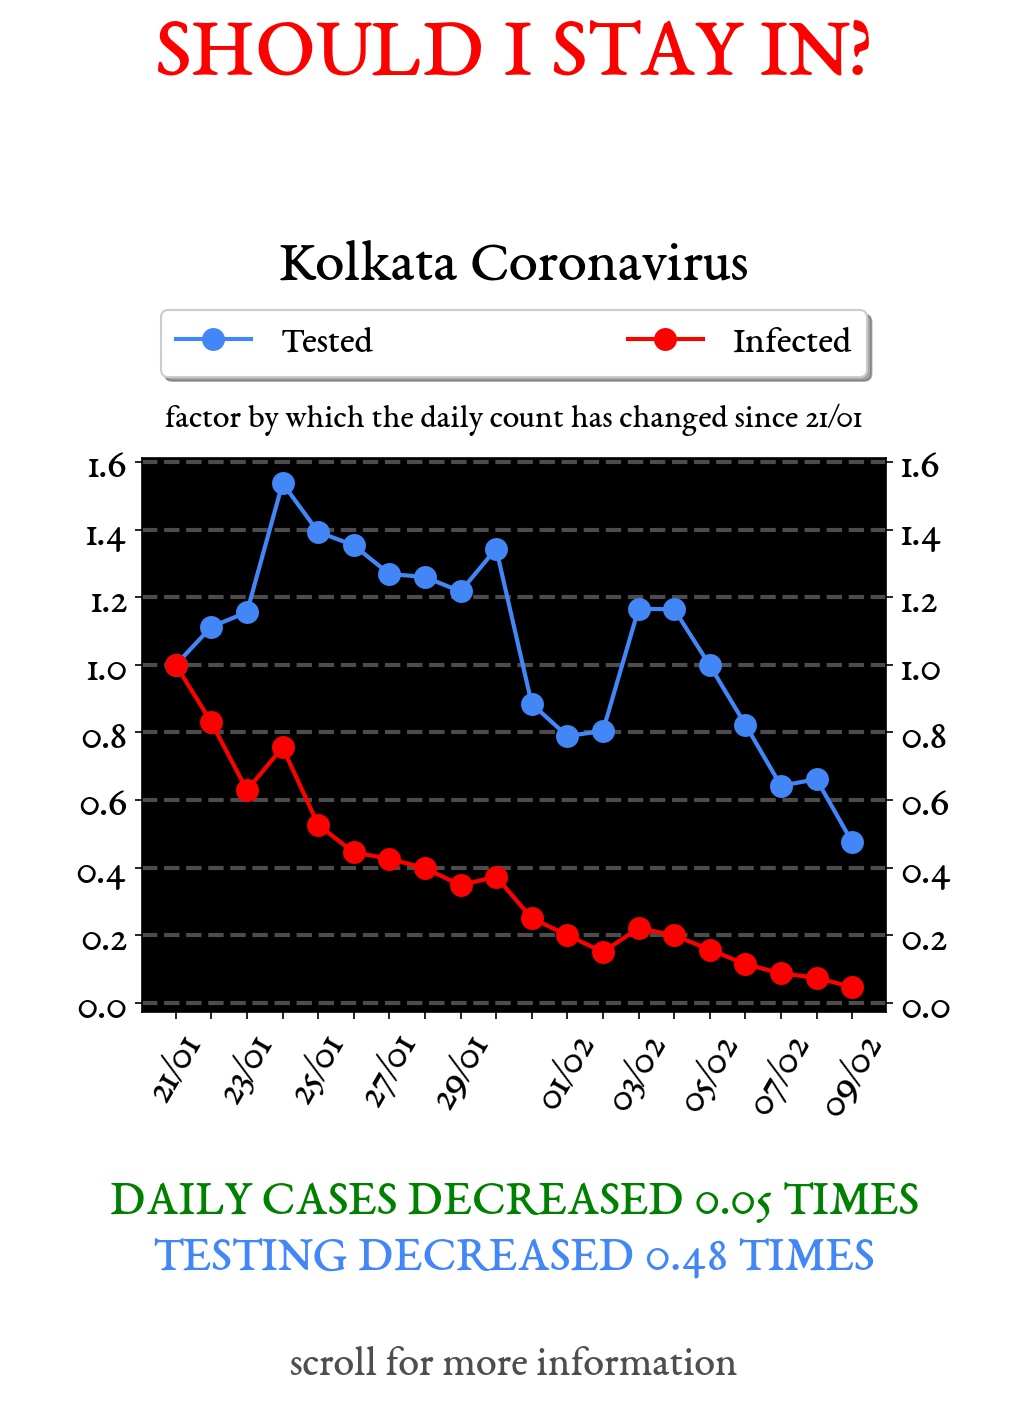 SHOULD I STAY IN?
Kolkata Coronavirus
Tested Infected
factor by which the daily count has changed since 21/01
1.6 1.6
1.4 1.4
1.2 1.2
1.0 1.0
0.8 0.8
0.6 0.6
0.4 0.4
0.2 0.2
0.0 0.0
21/01 23/01 25/01 27/01 29/01 01/02 03/02 05/02 07/02 09/02
DAILY CASES DECREASED 0.05 TIMES
TESTING DECREASED 0.48 TIMES
scroll for more information